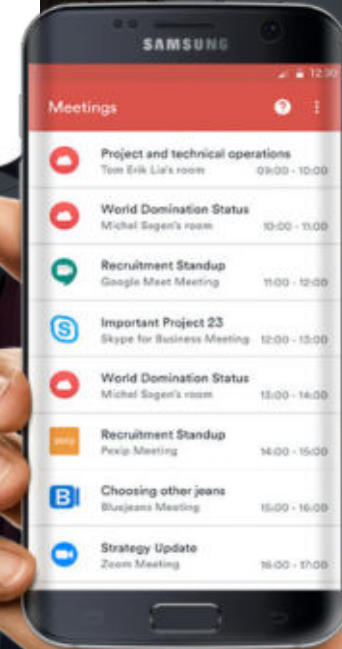 SAMSUNG
12:30
Meetings
?
Project and technical operations
Tom Erik Lia's room 09:00 - 10:00
World Domination Status
Michel Sagen's room 10:00 - 11:00
Recruitment Standup
Google Meet Meeting 11:00 - 12:00
S Important Project 23
Skype for Business Meeting 12:00 - 13:00
World Domination Status
Michel Sagen's room 13:00 - 14:00
Recruitment Standup
pexip Pexip Meeting 14:00 - 15:00
B Choosing other jeans
Bluejeans Meeting 15:00 - 16:00
Strategy Update
Zoom Meeting 16:00 - 17:00